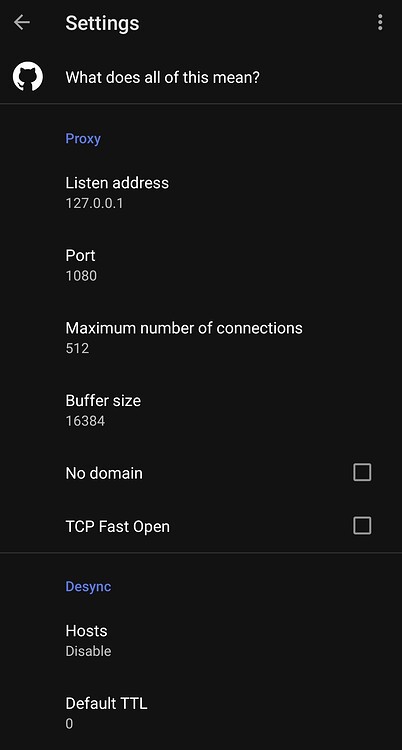 Settings
What does all of this mean?
Proxy
Listen address
127.0.0.1
Port
1080
Maximum number of connections
512
Buffer size
16384
No domain
TCP Fast Open
Desync
Hosts
Disable
Default TTL
0